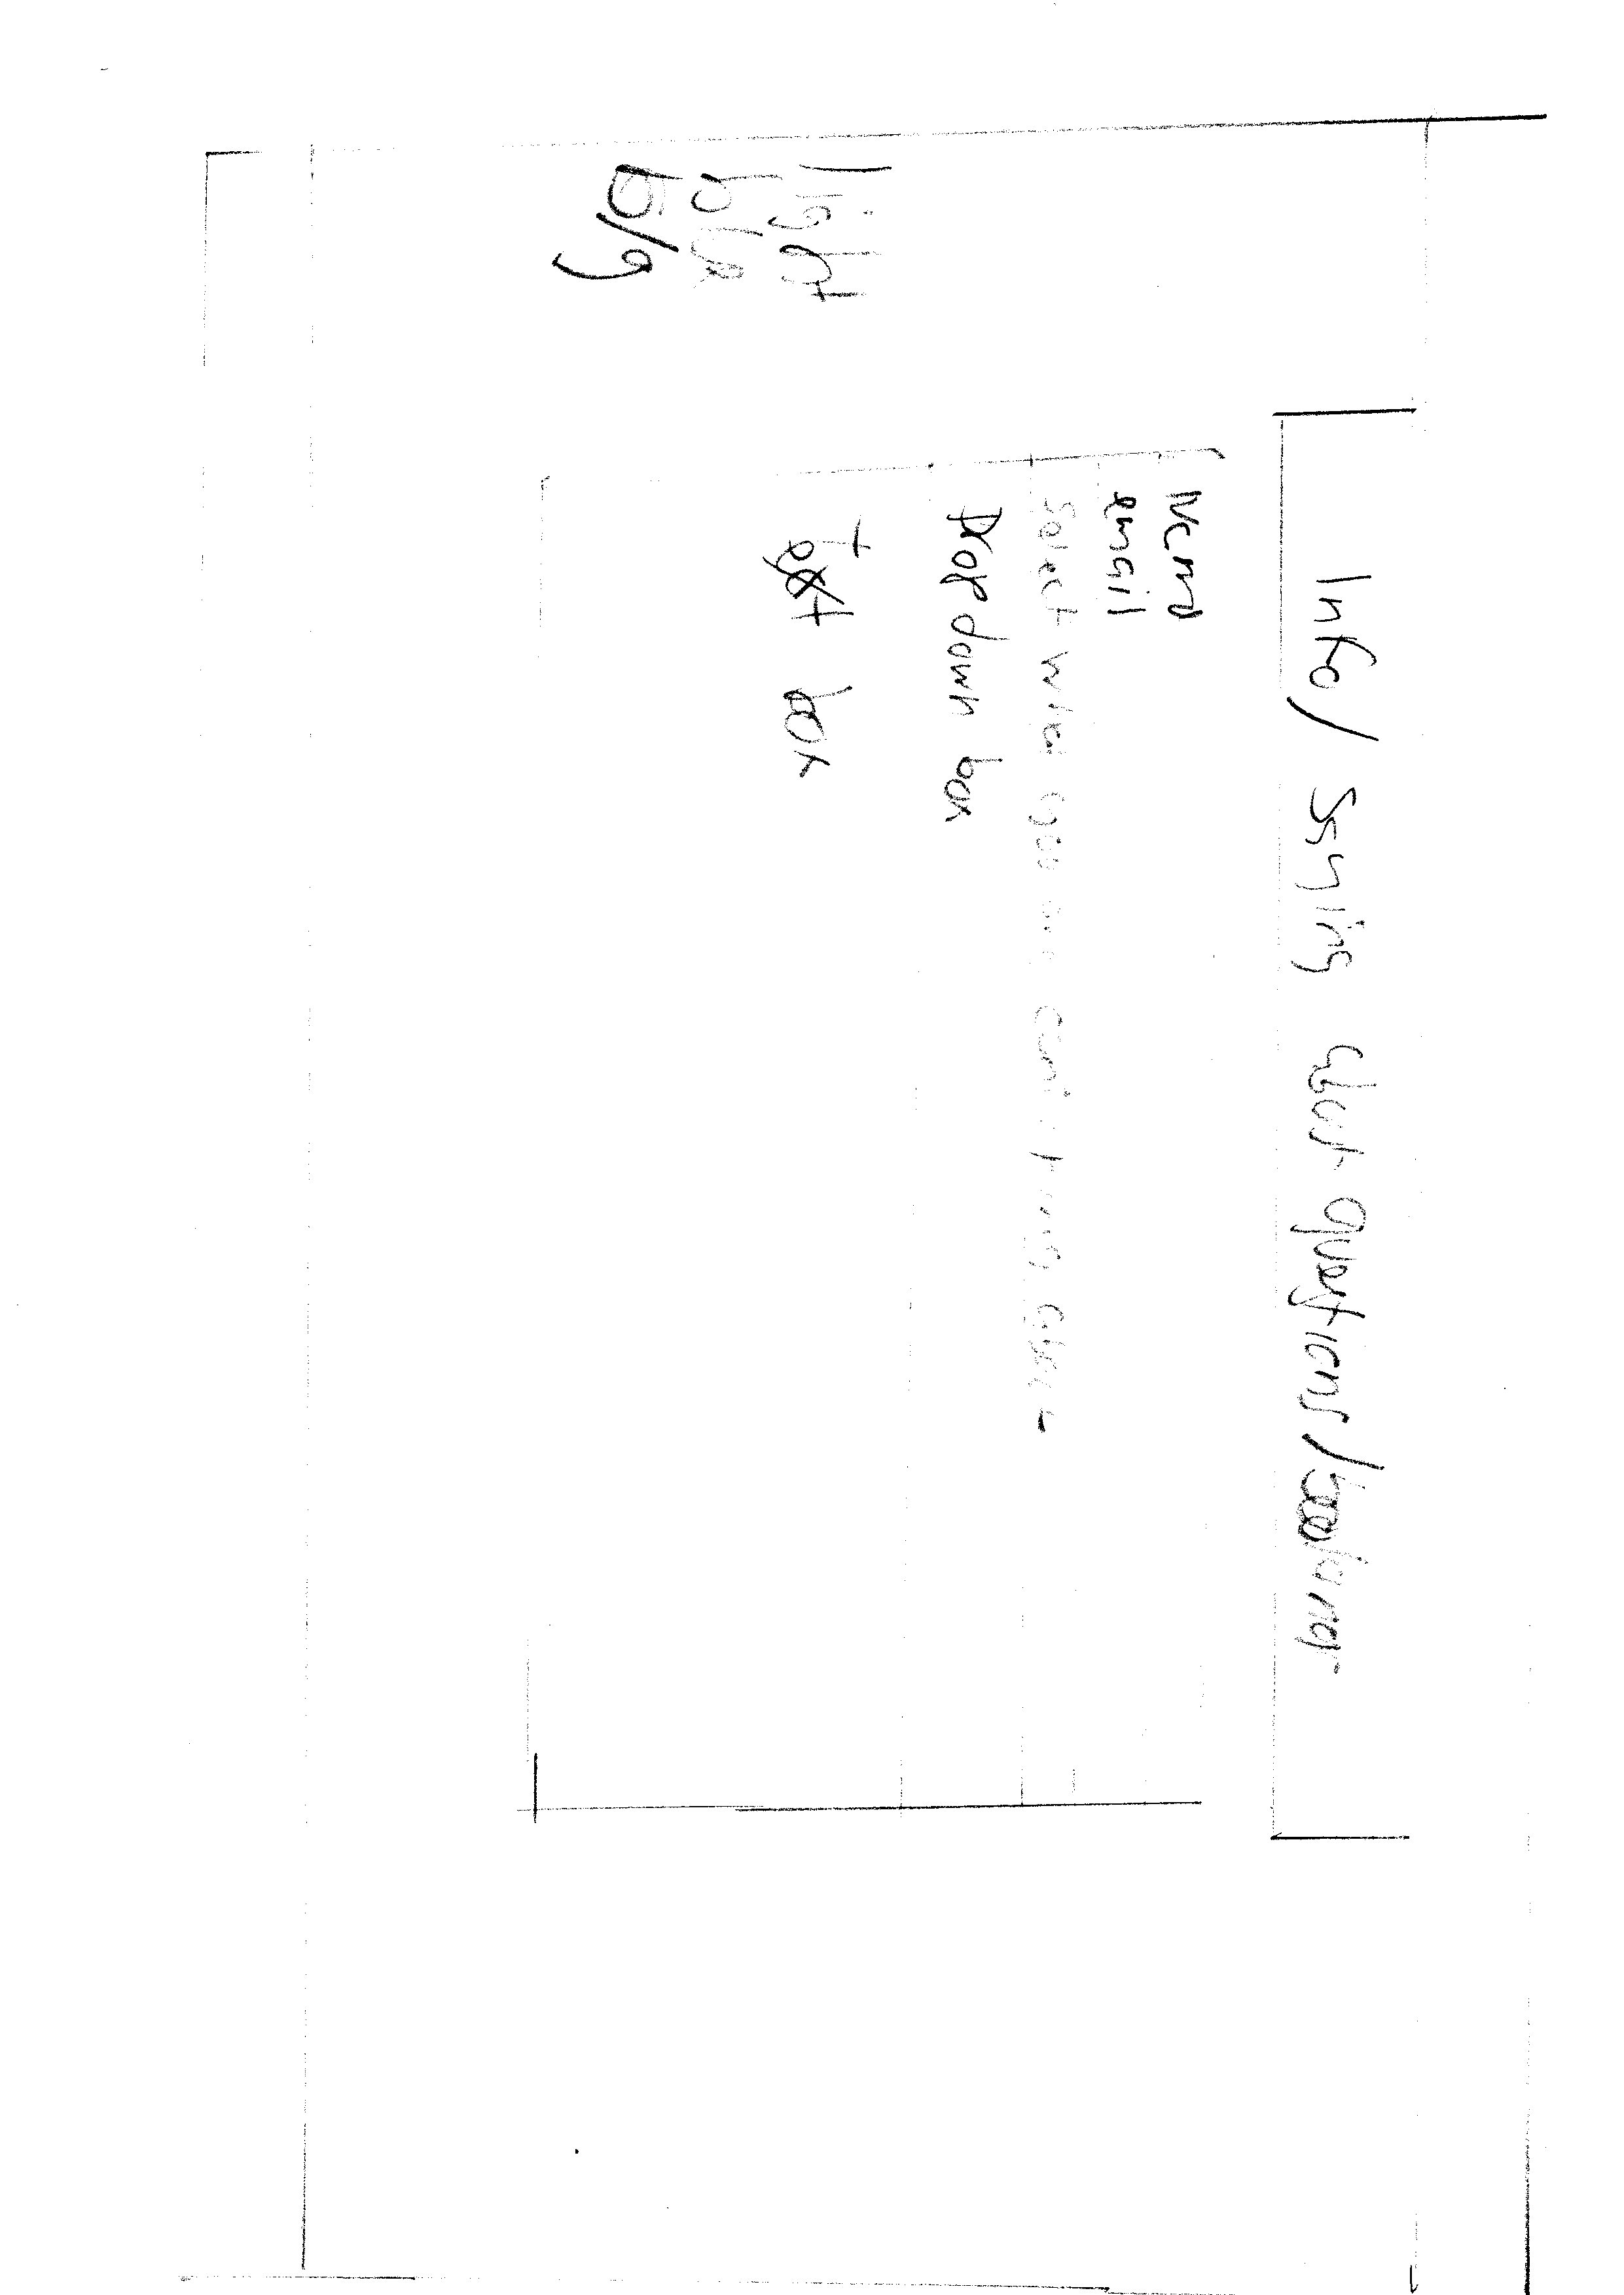 Info/ Saying about questions/
Name
email
Select what you are contacting about
Drop down box
Text box
light
blue
b/g